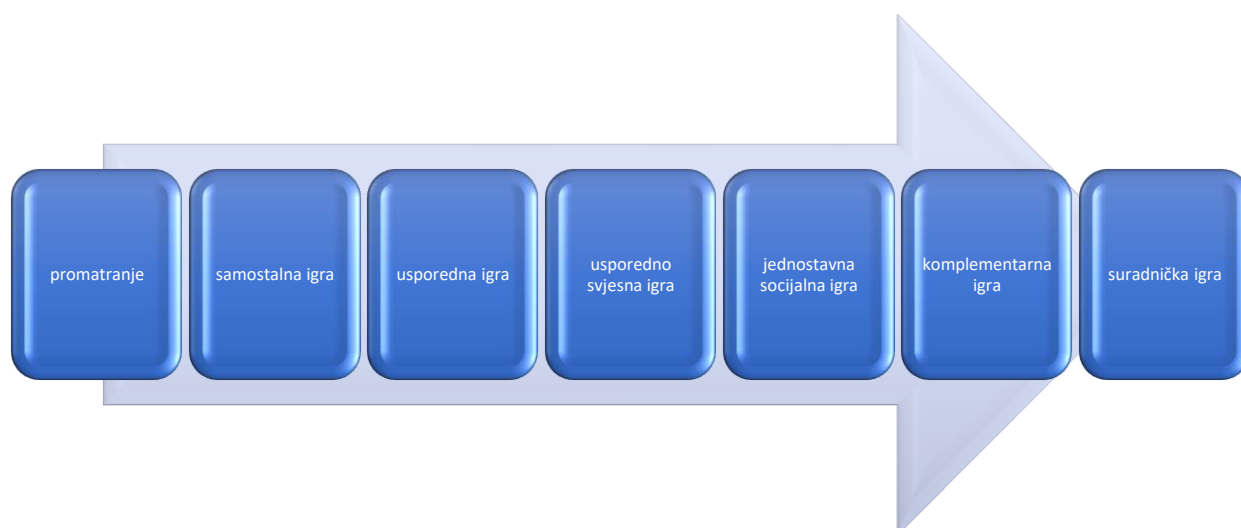 promatranje
samostalna igra
usporedna igra
usporedno
svjesna igra
jednostavna
socijalna igra
komplementarna
igra
suradnička igra